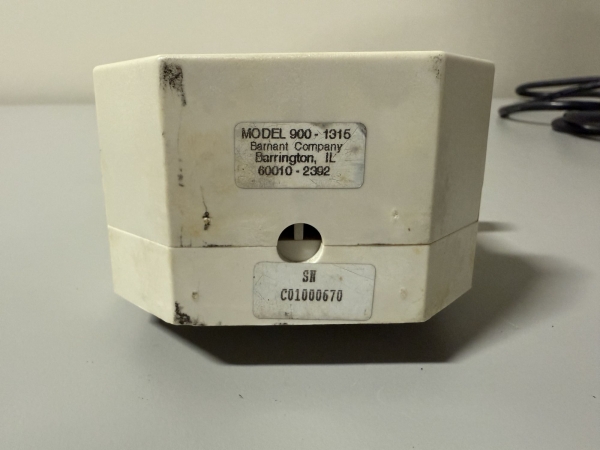 MODEL 900 - 1315
Barnant Company
Barrington, IL
60010 - 2392
SN
C01000670